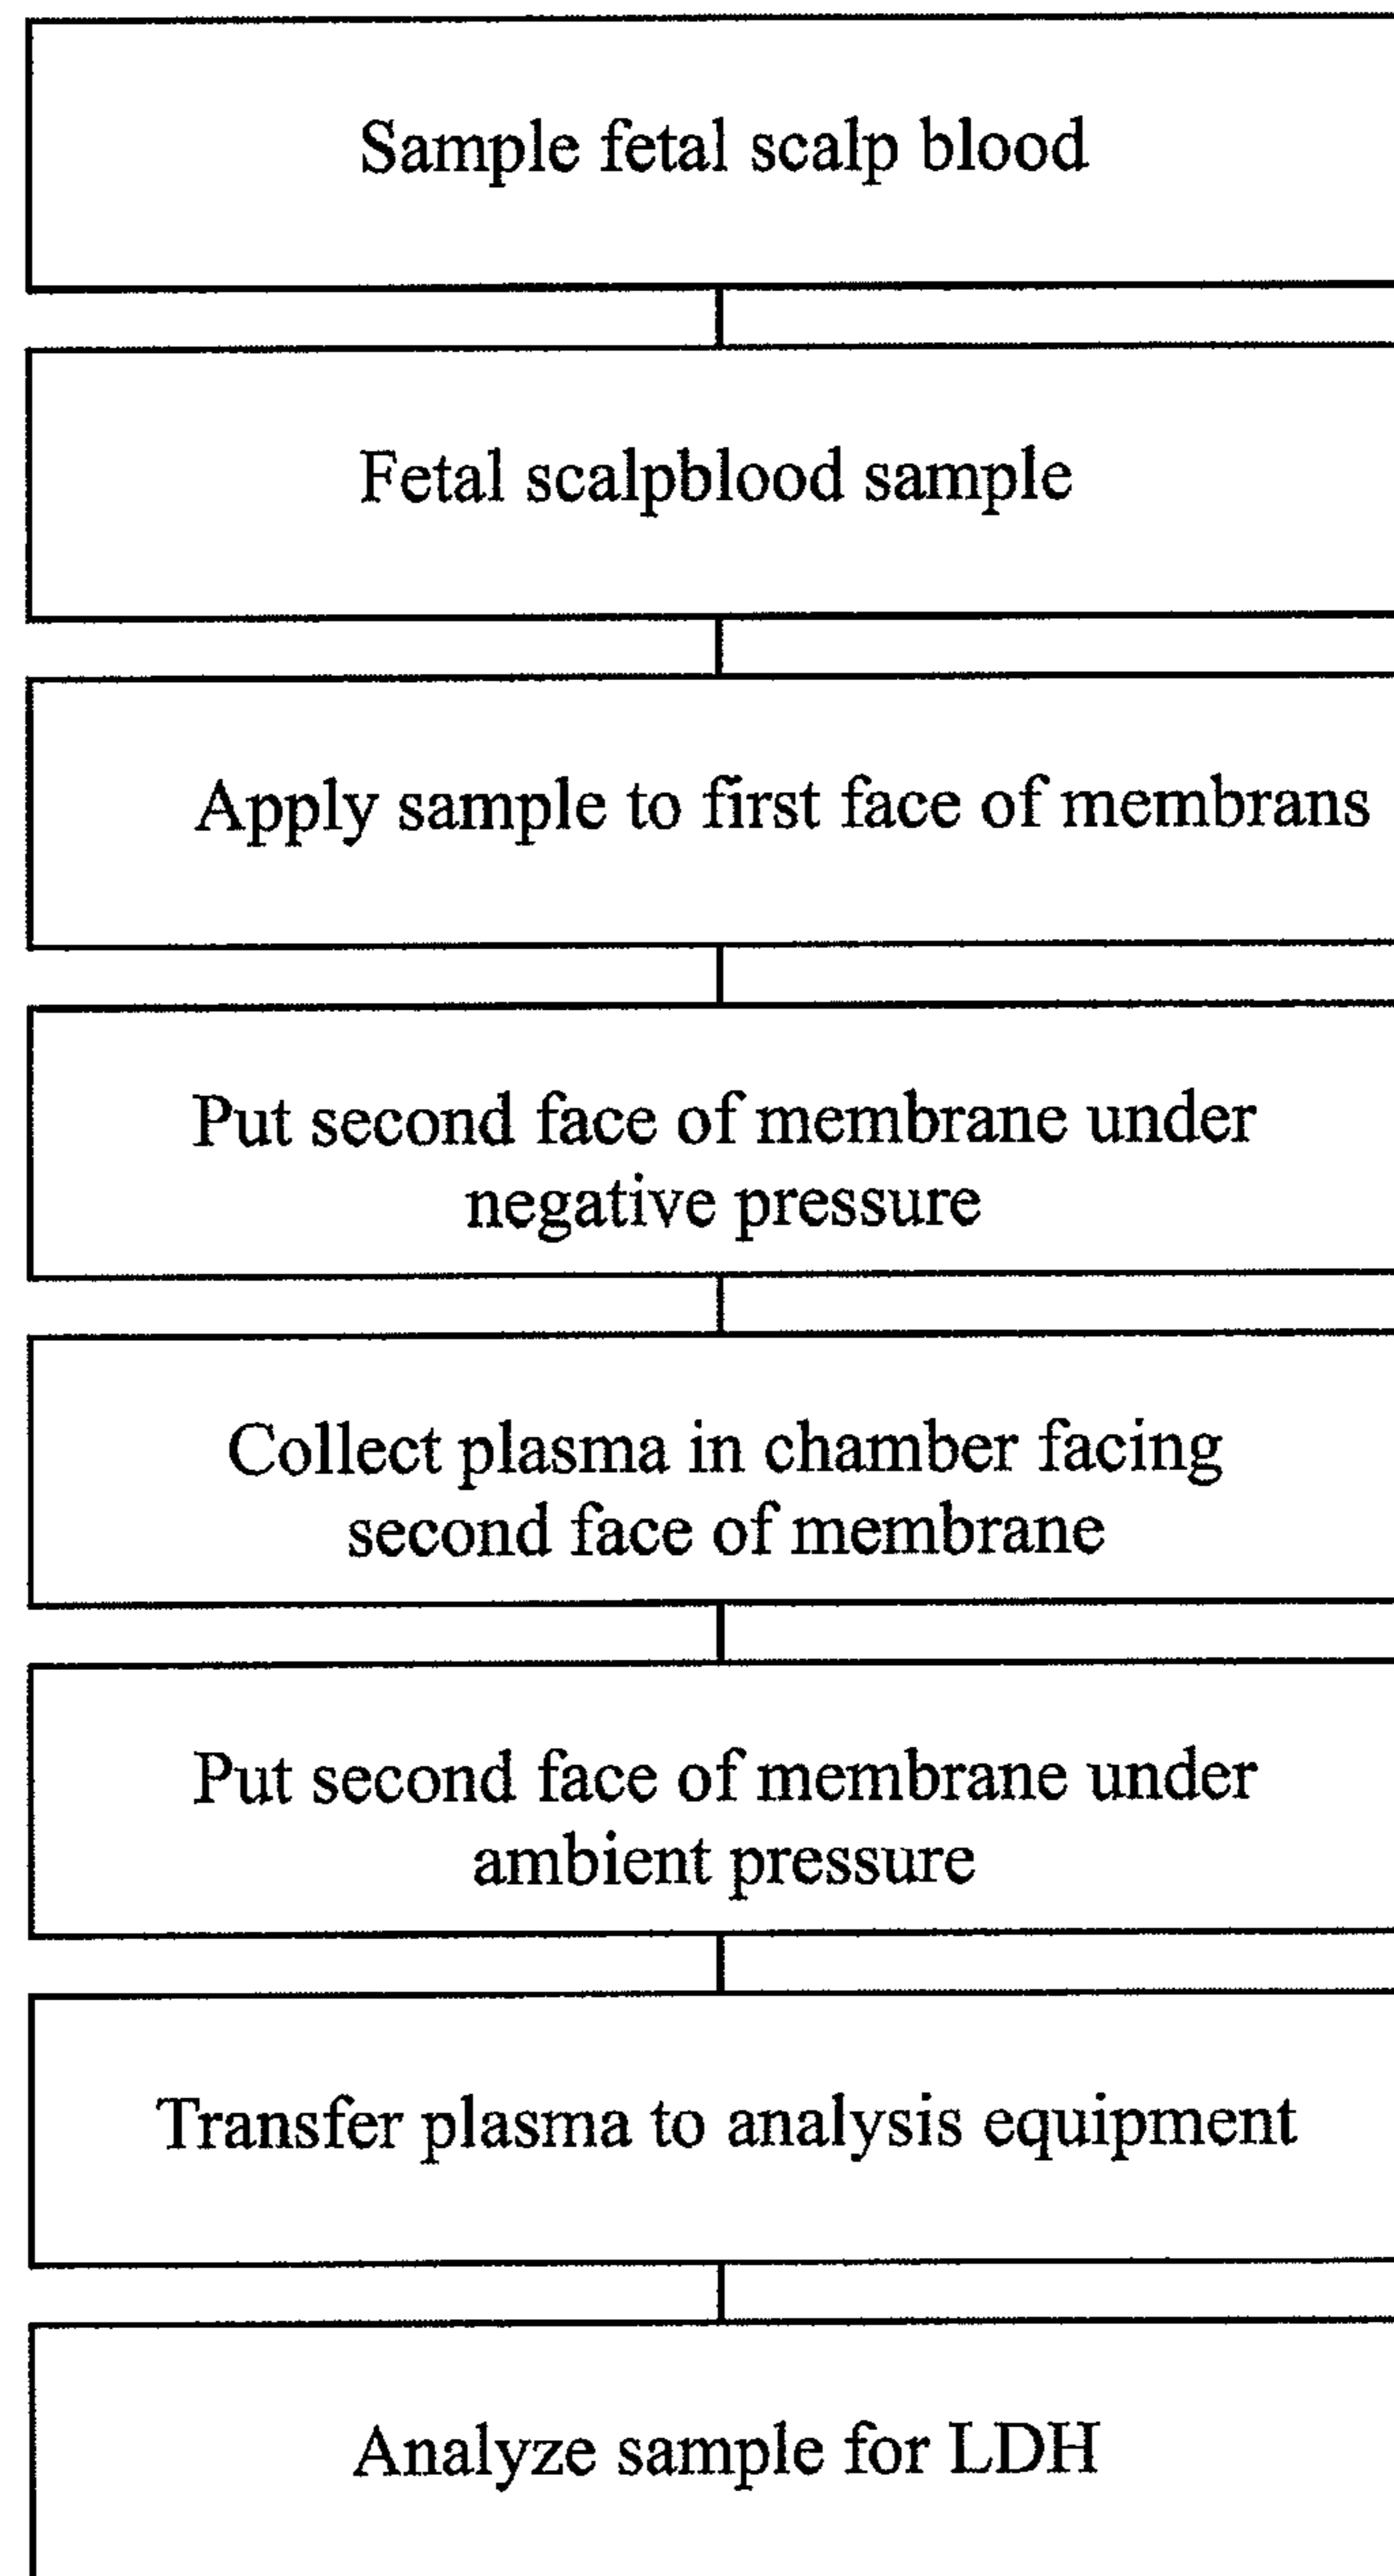 Sample fetal scalp blood
Fetal scalpblood sample
Apply sample to first face of membrans
Put second face of membrane under
negative pressure
Collect plasma in chamber facing
second face of membrane
Put second face of membrane under
ambient pressure
Transfer plasma to analysis equipment
Analyze sample for LDH